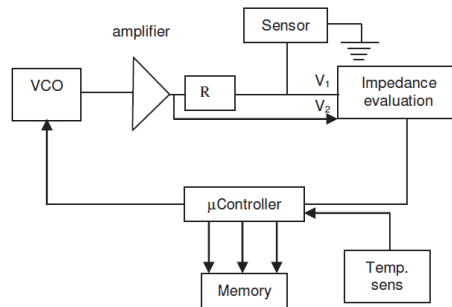 Sensor
amplifier
VCO
R
V1
V2
Impedance
evaluation
μController
Memory
Temp.
sens